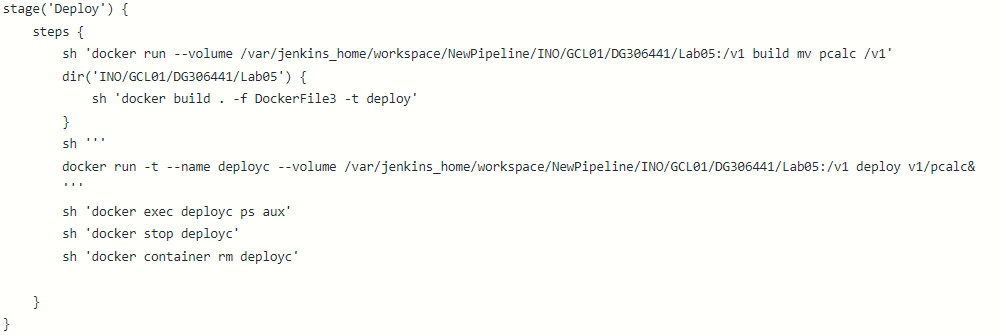 stage('Deploy') {
    steps {
        sh 'docker run --volume /var/jenkins_home/workspace/NewPipeline/INO/GCL01/DG306441/Lab05:/v1 build mv pcalc /v1'
        dir('INO/GCL01/DG306441/Lab05') {
            sh 'docker build . -f DockerFile3 -t deploy'
        }
        sh '''
        docker run -t --name deployc --volume /var/jenkins_home/workspace/NewPipeline/INO/GCL01/DG306441/Lab05:/v1 deploy v1/pcalc&
        '''
        sh 'docker exec deployc ps aux'
        sh 'docker stop deployc'
        sh 'docker container rm deployc'

    }
}